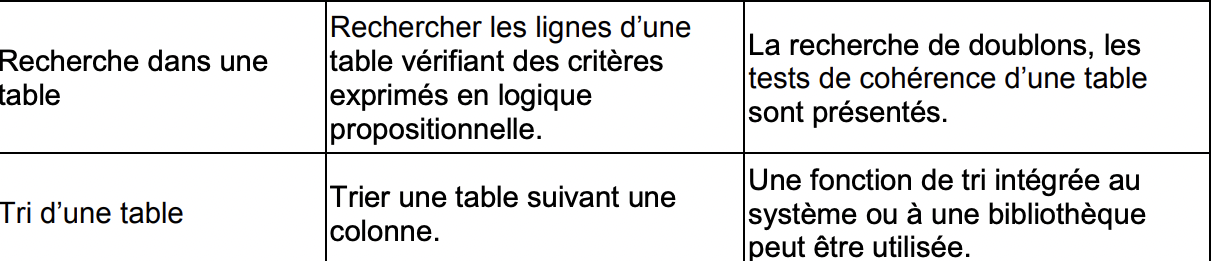 Recherche dans une
table
Rechercher les lignes d’une
table vérifiant des critères
exprimés en logique
propositionnelle.
La recherche de doublons, les
tests de cohérence d’une table
sont présentés.
Tri d’une table
Trier une table suivant une
colonne.
Une fonction de tri intégrée au
système ou à une bibliothèque
peut être utilisée.